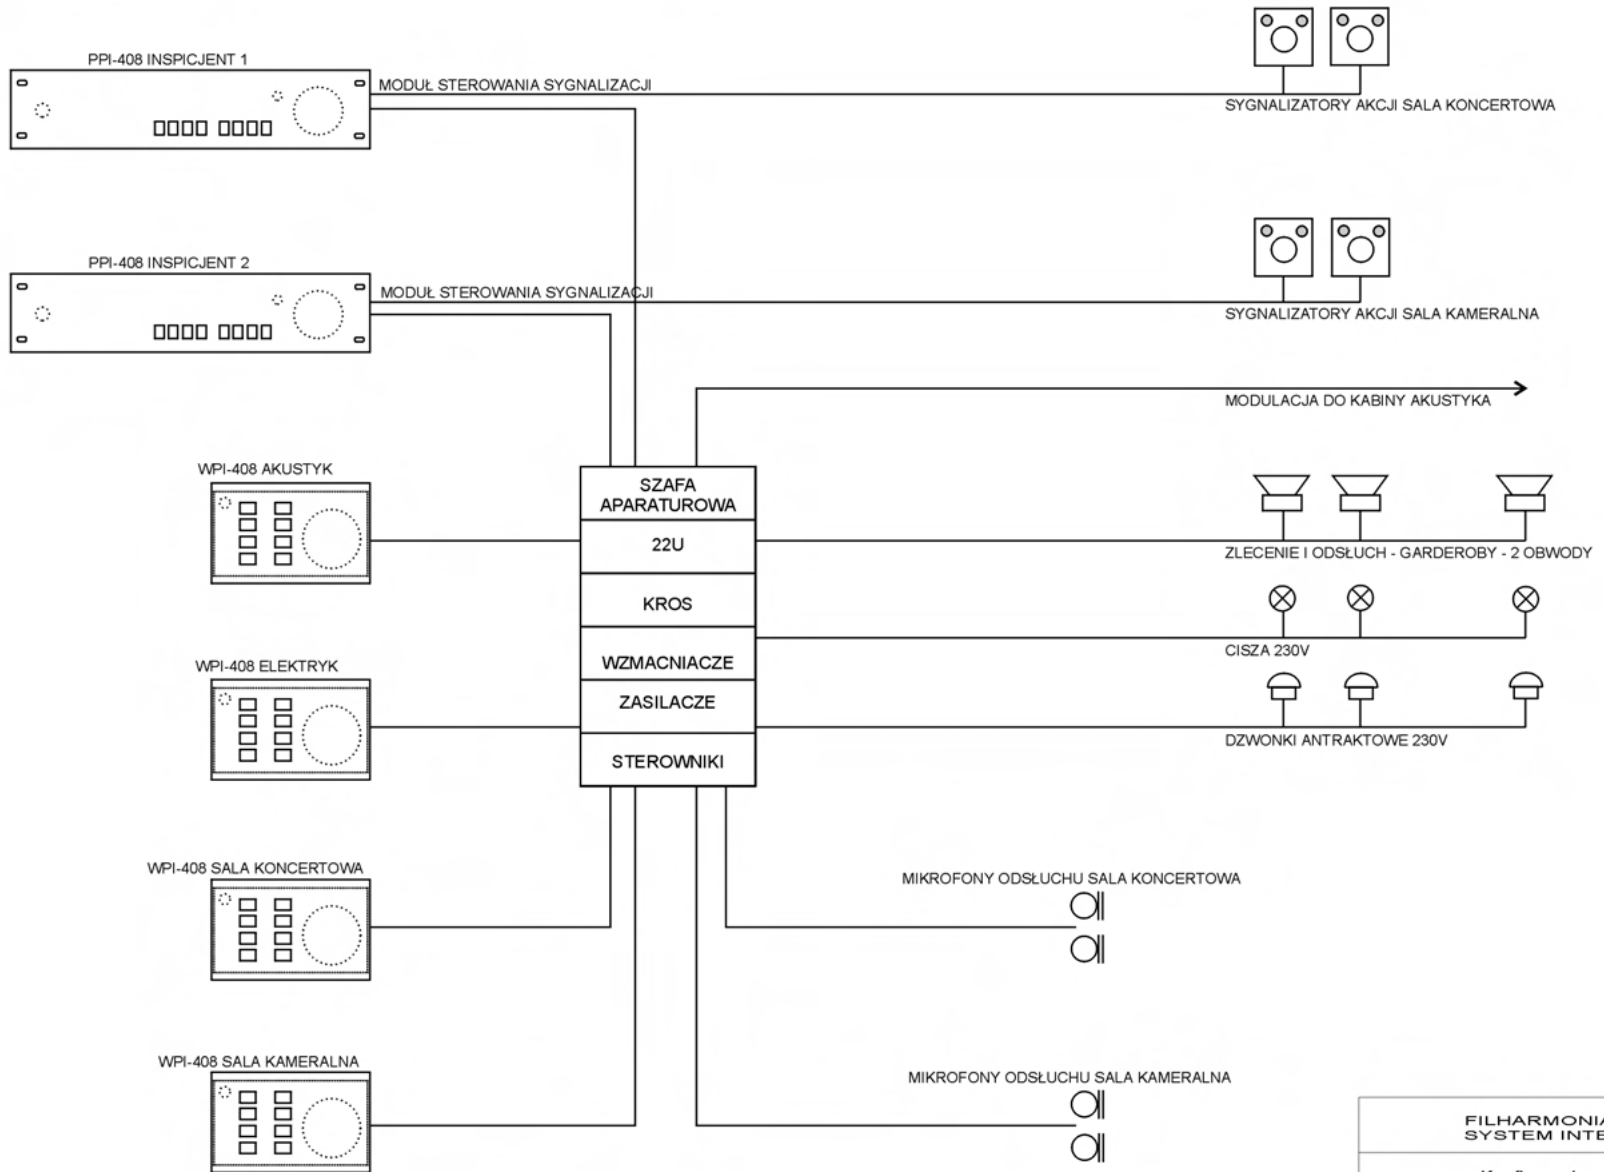 PPI-408 INSPICJENT 1
MODUŁ STEROWANIA SYGNALIZACJI
SYGNALIZATORY AKCJI SALA KONCERTOWA
PPI-408 INSPICJENT 2
MODUŁ STEROWANIA SYGNALIZACJI
SYGNALIZATORY AKCJI SALA KAMERALNA
MODULACJA DO KABINY AKUSTYKA
WPI-408 AKUSTYK
SZAFA
APARATUROWA
22U
KROS
WZMACNIACZE
ZASILACZE
STEROWNIKI
ZLECENIE I ODSŁUCH - GARDEROBY - 2 OBWODY
CISZA 230V
WPI-408 ELEKTRYK
DZWONKI ANTRAKTOWE 230V
WPI-408 SALA KONCERTOWA
MIKROFONY ODSŁUCHU SALA KONCERTOWA
WPI-408 SALA KAMERALNA
MIKROFONY ODSŁUCHU SALA KAMERALNA
FILHARMONIA
SYSTEM INTE